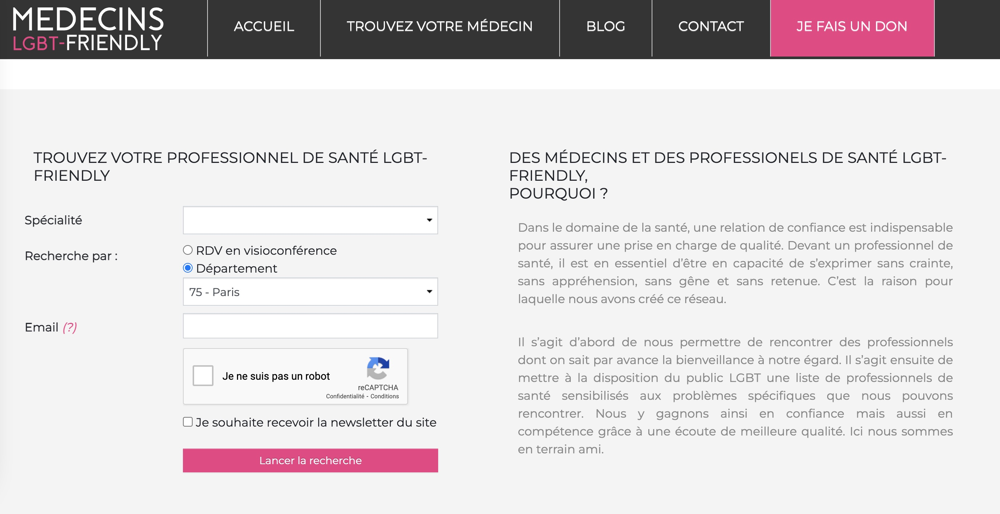 MEDECINS
LGBT-FRIENDLY
ACCUEIL
TROUVEZ VOTRE MÉDECIN
BLOG
CONTACT
JE FAIS UN DON
TROUVEZ VOTRE PROFESSIONNEL DE SANTÉ LGBT-
FRIENDLY
Spécialité
Recherche par :
RDV en visioconférence
Département
75 - Paris
Email (?)
Je ne suis pas un robot
reCAPTCHA
Confidentialité - Conditions
Je souhaite recevoir la newsletter du site
Lancer la recherche
DES MÉDECINS ET DES PROFESSIONELS DE SANTÉ LGBT-
FRIENDLY,
POURQUOI ?
Dans le domaine de la santé, une relation de confiance est indispensable
pour assurer une prise en charge de qualité. Devant un professionnel de
santé, il est en essentiel d’être en capacité de s’exprimer sans crainte,
sans appréhension, sans gêne et sans retenue. C’est la raison pour
laquelle nous avons créé ce réseau.
Il s’agit d’abord de nous permettre de rencontrer des professionnels
dont on sait par avance la bienveillance à notre égard. Il s’agit ensuite de
mettre à la disposition du public LGBT une liste de professionnels de
santé sensibilisés aux problèmes spécifiques que nous pouvons
rencontrer. Nous y gagnons ainsi en confiance mais aussi en
compétence grâce à une écoute de meilleure qualité. Ici nous sommes
en terrain ami.